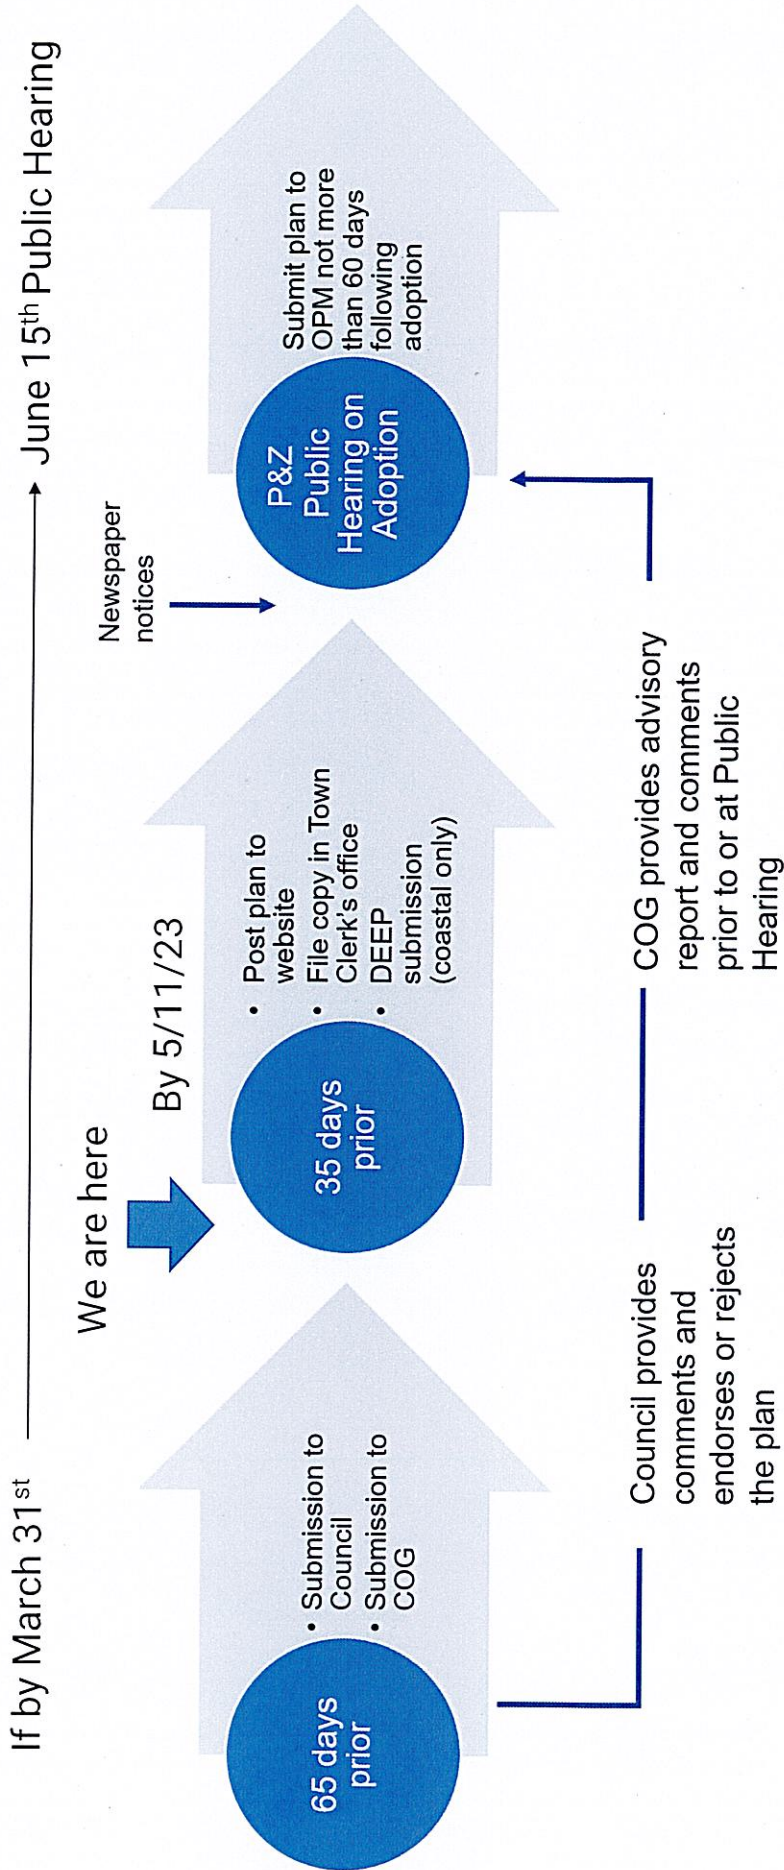 If by March 31st
June 15th Public Hearing
We are here
By 5/11/23
Newspaper
notices
65 days
prior
• Submission to
Council
• Submission to
COG
35 days
prior
• Post plan to
website
• File copy in Town
Clerk's office
• DEEP
submission
(coastal only)
P&Z
Public
Hearing on
Adoption
Submit plan to
OPM not more
than 60 days
following
adoption
Council provides
comments and
endorses or rejects
the plan
COG provides advisory
report and comments
prior to or at Public
Hearing